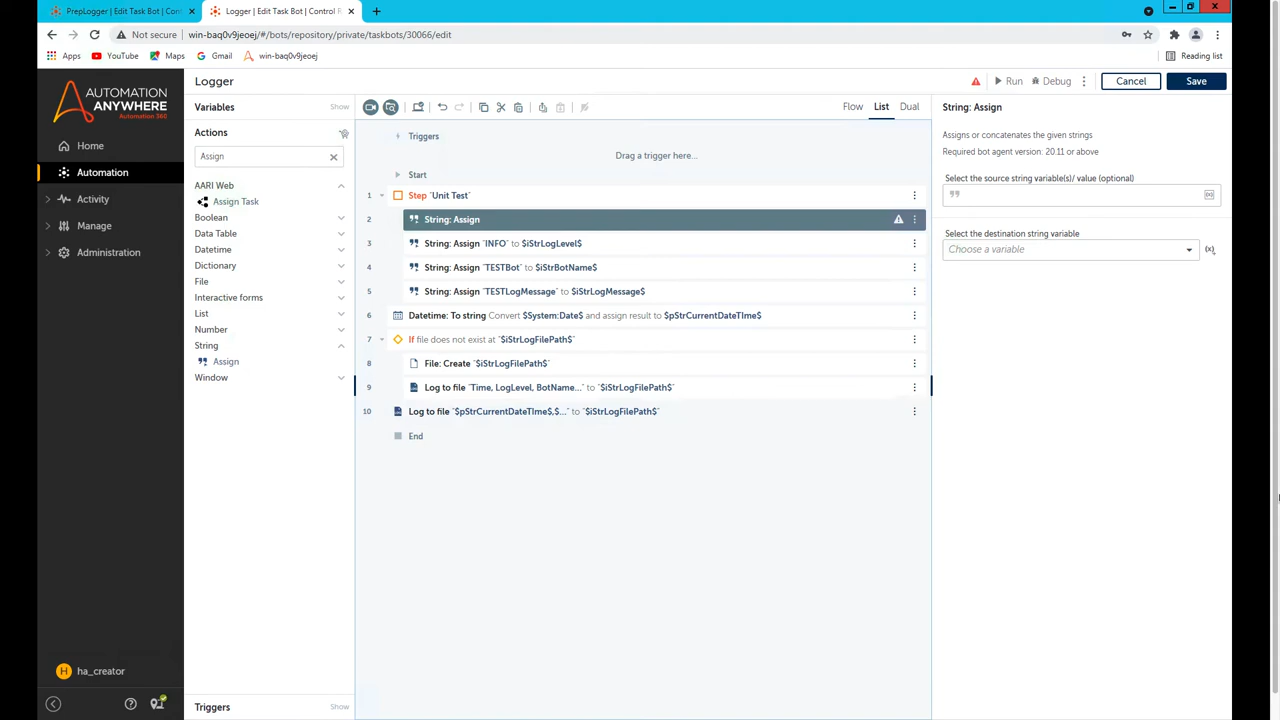 PrepLogger | Edit Task Bot | Cont
Logger | Edit Task Bot | Control R
Not secure
win-baq0v9jeoej/#/bots/repository/private/taskbots/30066/edit
Apps
YouTube
Maps
Gmail
win-baq0v9jeoej
Reading list
AUTOMATION
ANYWHERE
Automation 360
Home
Automation
Activity
Manage
Administration
H
ha_creator
Logger
Run
Debug
Cancel
Save
Variables
Show
Actions
Assign
AARI Web
Assign Task
Boolean
Data Table
Datetime
Dictionary
File
Interactive forms
List
Number
String
Assign
Window
Triggers
Show
Flow
List
Dual
Triggers
Drag a trigger here...
Start
1 Step "Unit Test"
2 String: Assign
3 String: Assign "INFO" to $iStrLogLevel$
4 String: Assign "TESTBot" to $iStrBotName$
5 String: Assign "TESTLogMessage" to $iStrLogMessage$
6 Datetime: To string Convert $System:Date$ and assign result to $pStrCurrentDateTIme$
7 If file does not exist at "$iStrLogFilePath$"
8 File: Create "$iStrLogFilePath$"
9 Log to file "Time, LogLevel, BotName..." to "$iStrLogFilePath$"
10 Log to file "$pStrCurrentDateTIme$,$..." to "$iStrLogFilePath$"
End
String: Assign
Assigns or concatenates the given strings
Required bot agent version: 20.11 or above
Select the source string variable(s)/ value (optional)
(x)
Select the destination string variable
Choose a variable
(x)